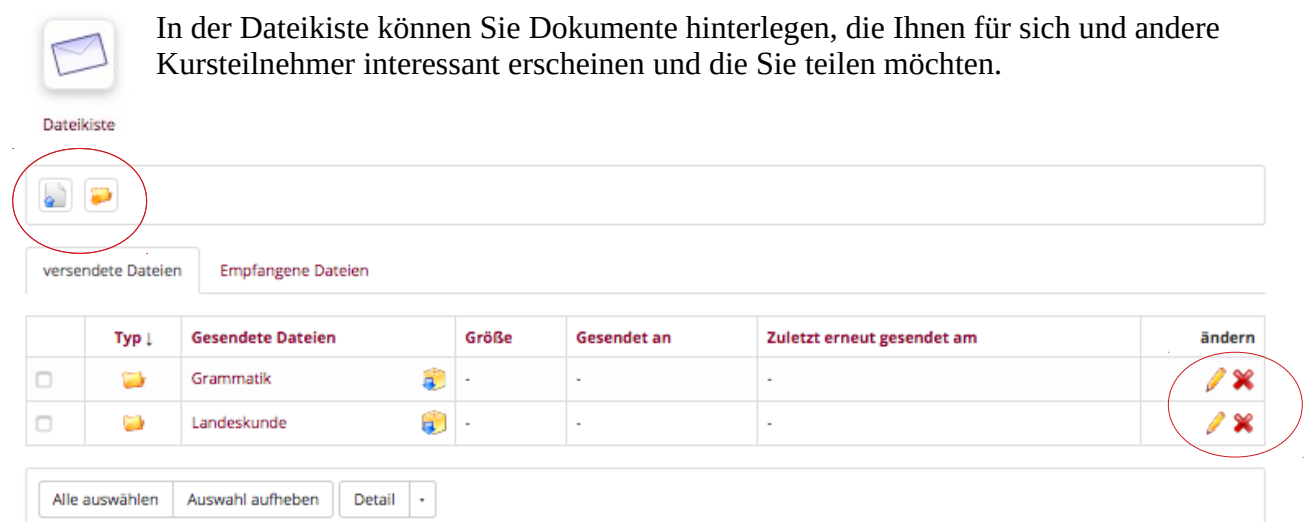 In der Dateikiste können Sie Dokumente hinterlegen, die Ihnen für sich und andere
Kursteilnehmer interessant erscheinen und die Sie teilen möchten.
Dateikiste
versendete Dateien Empfangene Dateien
Typ ↓ Gesendete Dateien Größe Gesendet an Zuletzt erneut gesendet am ändern
Grammatik - - -
Landeskunde - - -
Alle auswählen Auswahl aufheben Detail